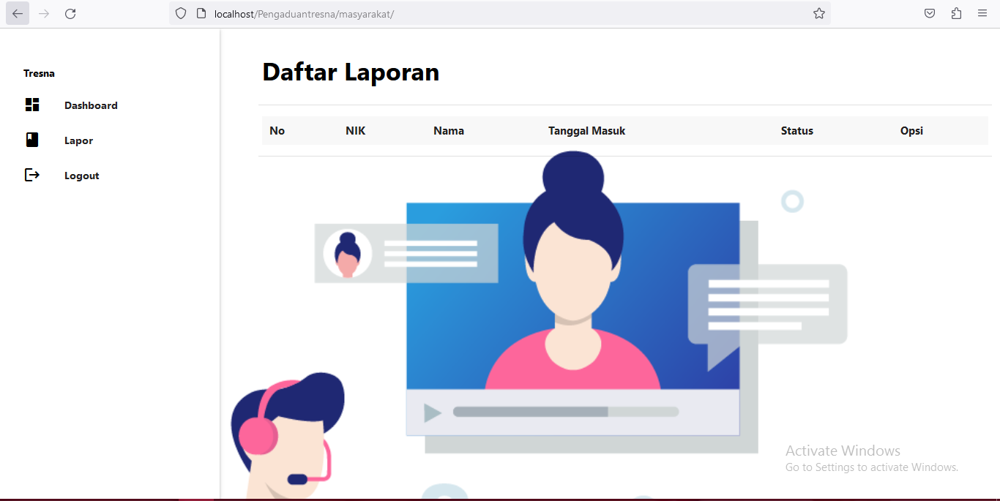 localhost/Pengaduantresna/masyarakat/
Tresna
Dashboard
Lapor
Logout
Daftar Laporan
No NIK Nama Tanggal Masuk Status Opsi
Activate Windows
Go to Settings to activate Windows.